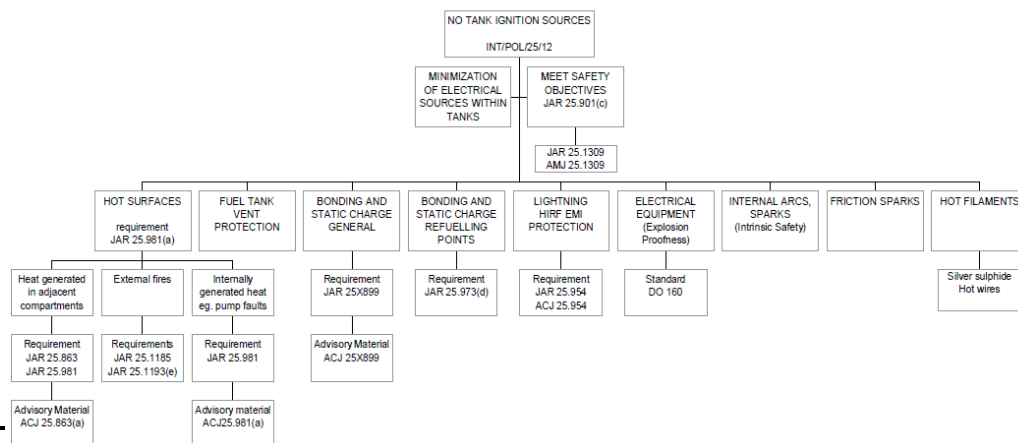 NO TANK IGNITION SOURCES
INT/POL/25/12
MINIMIZATION
OF ELECTRICAL
SOURCES WITHIN
TANKS
MEET SAFETY
OBJECTIVES
JAR 25.901(c)
JAR 25.1309
AMJ 25.1309
HOT SURFACES
requirement
JAR 25.981(a)
FUEL TANK
VENT
PROTECTION
BONDING AND
STATIC CHARGE
GENERAL
BONDING AND
STATIC CHARGE
REFUELLING
POINTS
LIGHTNING
HIRF EMI
PROTECTION
ELECTRICAL
EQUIPMENT
(Explosion
Proofness)
INTERNAL ARCS,
SPARKS
(Intrinsic Safety)
FRICTION SPARKS
HOT FILAMENTS
Heat generated
in adjacent
compartments
External fires
Internally
generated heat
eg. pump faults
Requirement
JAR 25X899
Requirement
JAR 25.973(d)
Requirement
JAR 25.954
ACJ 25.954
Standard
DO 160
Silver sulphide
Hot wires
Requirement
JAR 25.863
JAR 25.981
Requirements
JAR 25.1185
JAR 25.1193(e)
Requirement
JAR 25.981
Advisory Material
ACJ 25X899
Advisory Material
ACJ 25.863(a)
Advisory material
ACJ25.981(a)